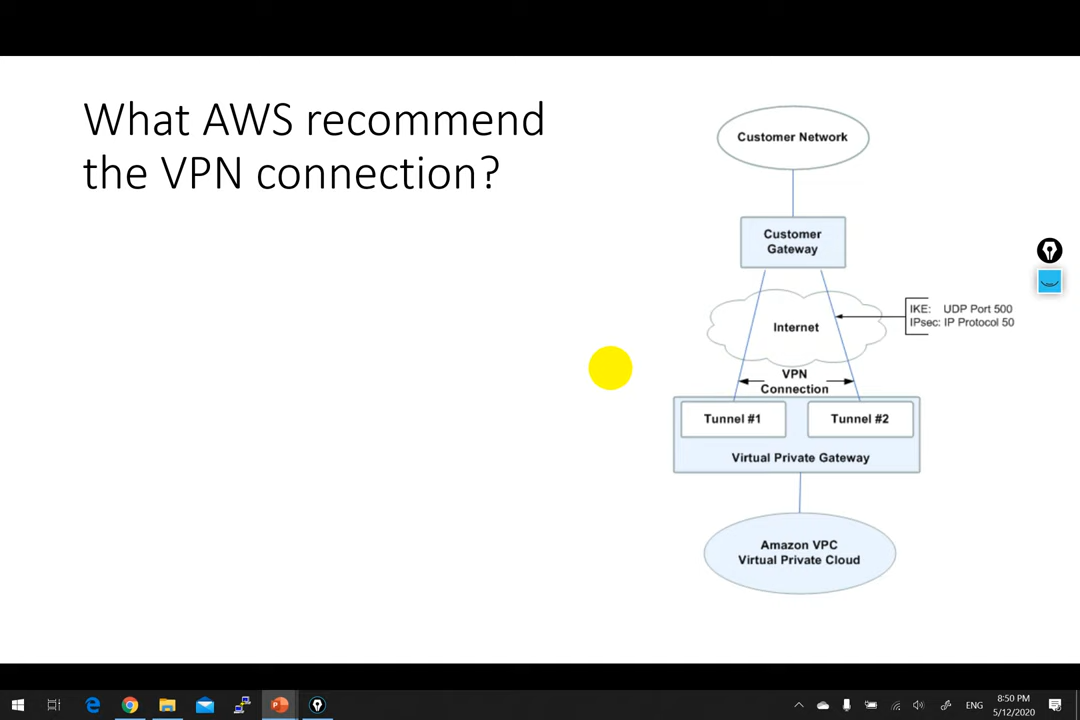 What AWS recommend
the VPN connection?
Customer Network
Customer
Gateway
Internet
IKE: UDP Port 500
IPsec: IP Protocol 50
VPN
Connection
Tunnel #1
Tunnel #2
Virtual Private Gateway
Amazon VPC
Virtual Private Cloud
8:50 PM
ENG
5/12/2020